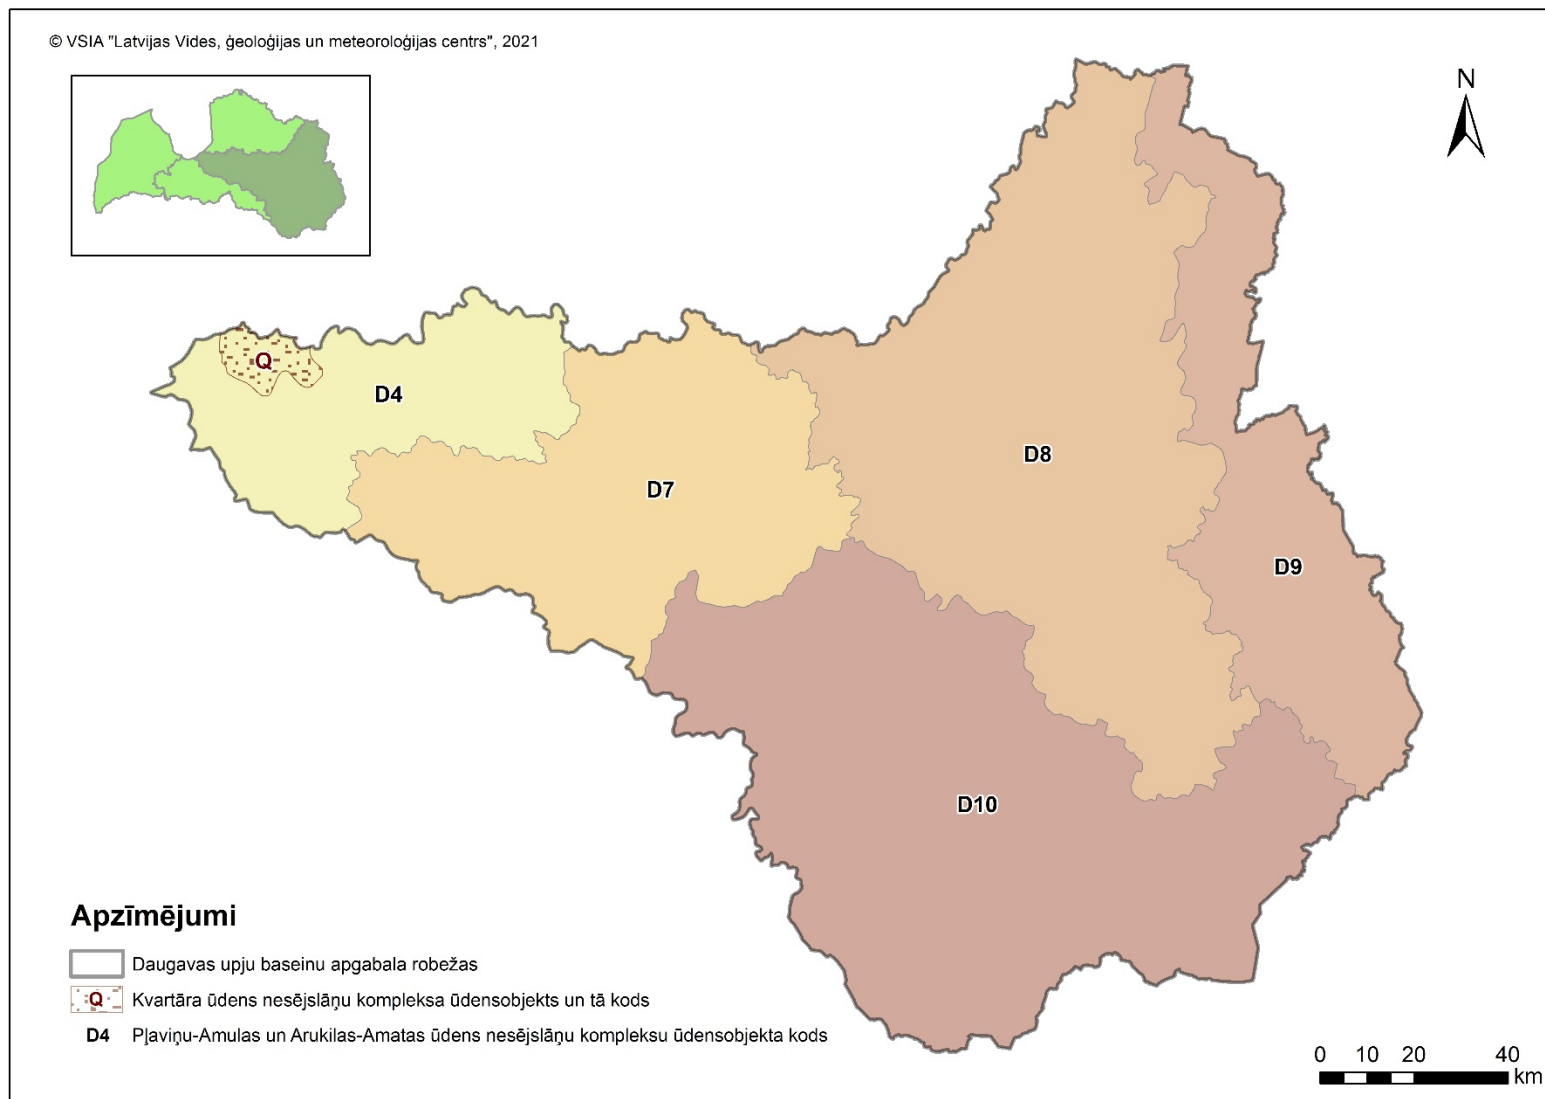 © VSIA "Latvijas Vides, ģeoloģijas un meteoroloģijas centrs", 2021
N
Q
D4
D8
D7
D9
D10
Apzīmējumi
Daugavas upju baseinu apgabala robežas
Q Kvartāra ūdens nesējslāņu kompleksa ūdensobjekts un tā kods
D4 Pļaviņu-Amulas un Arukilas-Amatas ūdens nesējslāņu kompleksu ūdensobjekta kods
0 10 20 40
km